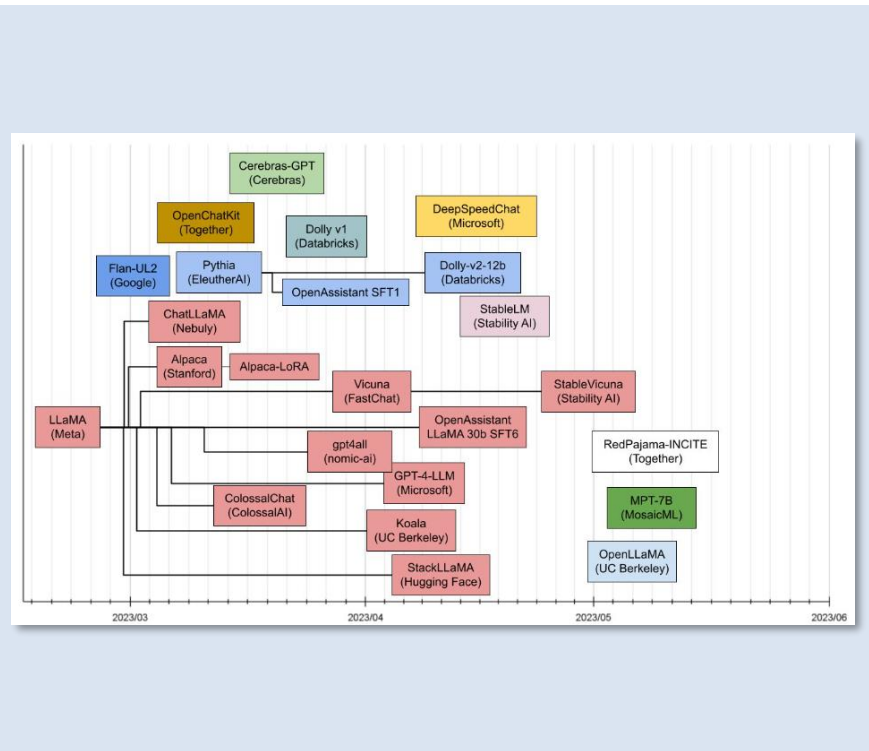 Cerebras-GPT
(Cerebras)
OpenChatKit
(Together)
Dolly v1
(Databricks)
DeepSpeedChat
(Microsoft)
Flan-UL2
(Google)
Pythia
(EleutherAI)
OpenAssistant SFT1
Dolly-v2-12b
(Databricks)
StableLM
(Stability AI)
ChatLLaMA
(Nebuly)
Alpaca
(Stanford)
Alpaca-LoRA
Vicuna
(FastChat)
StableVicuna
(Stability AI)
LLaMA
(Meta)
OpenAssistant
LLaMA 30b SFT6
gpt4all
(nomic-ai)
RedPajama-INCITE
(Together)
GPT-4-LLM
(Microsoft)
ColossalChat
(ColossalAI)
MPT-7B
(MosaicML)
Koala
(UC Berkeley)
OpenLLaMA
(UC Berkeley)
StackLLaMA
(Hugging Face)
2023/03
2023/04
2023/05
2023/06